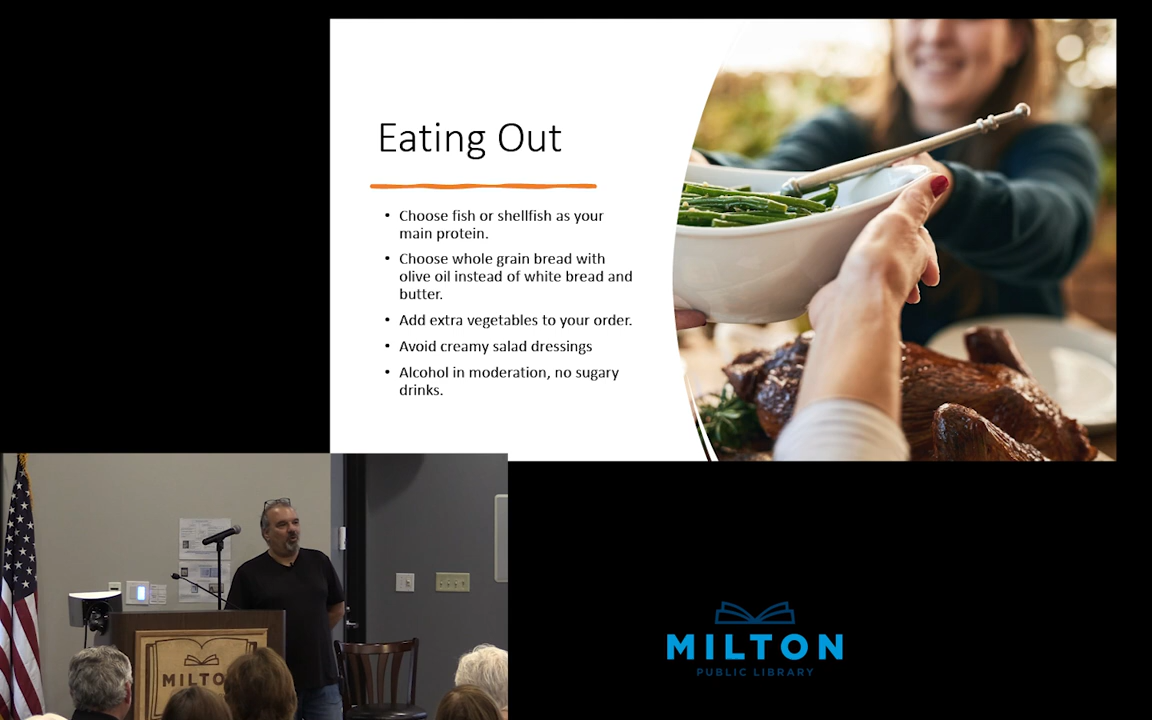 Eating Out
• Choose fish or shellfish as your
main protein.
• Choose whole grain bread with
olive oil instead of white bread and
butter.
• Add extra vegetables to your order.
• Avoid creamy salad dressings
• Alcohol in moderation, no sugary
drinks.
MILTO
MILTON
PUBLIC LIBRARY